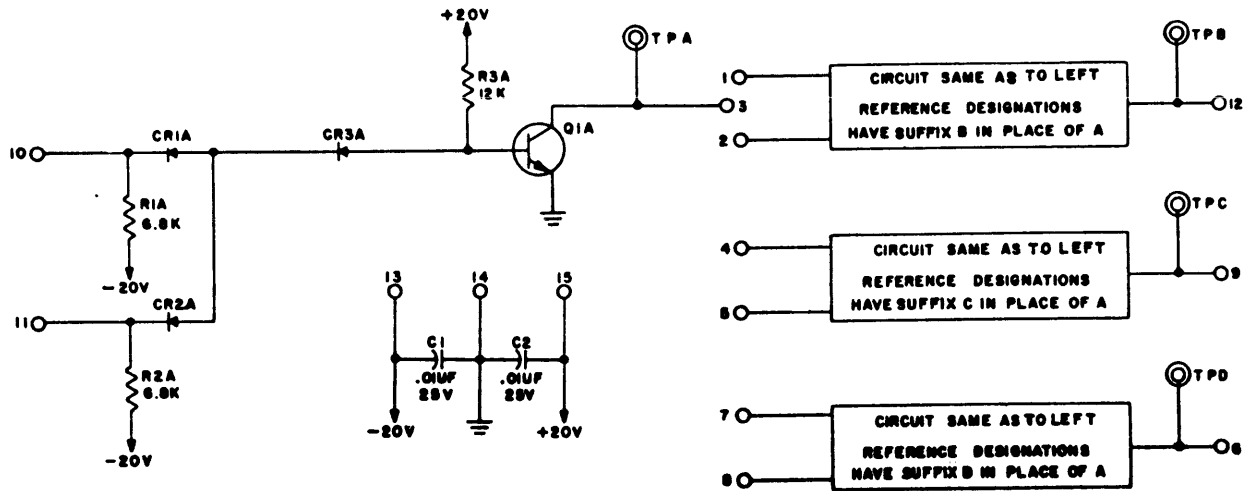 +20V
R3A
12K
Q1A
TPA
3
10
CR1A
CR3A
R1A
6.8K
-20V
11
CR2A
R2A
6.8K
-20V
13
14
15
C1
.01UF
25V
C2
.01UF
25V
-20V
+20V
1
2
CIRCUIT SAME AS TO LEFT
REFERENCE DESIGNATIONS
HAVE SUFFIX B IN PLACE OF A
TPB
12
4
5
CIRCUIT SAME AS TO LEFT
REFERENCE DESIGNATIONS
HAVE SUFFIX C IN PLACE OF A
TPC
9
7
8
CIRCUIT SAME AS TO LEFT
REFERENCE DESIGNATIONS
HAVE SUFFIX D IN PLACE OF A
TPD
6